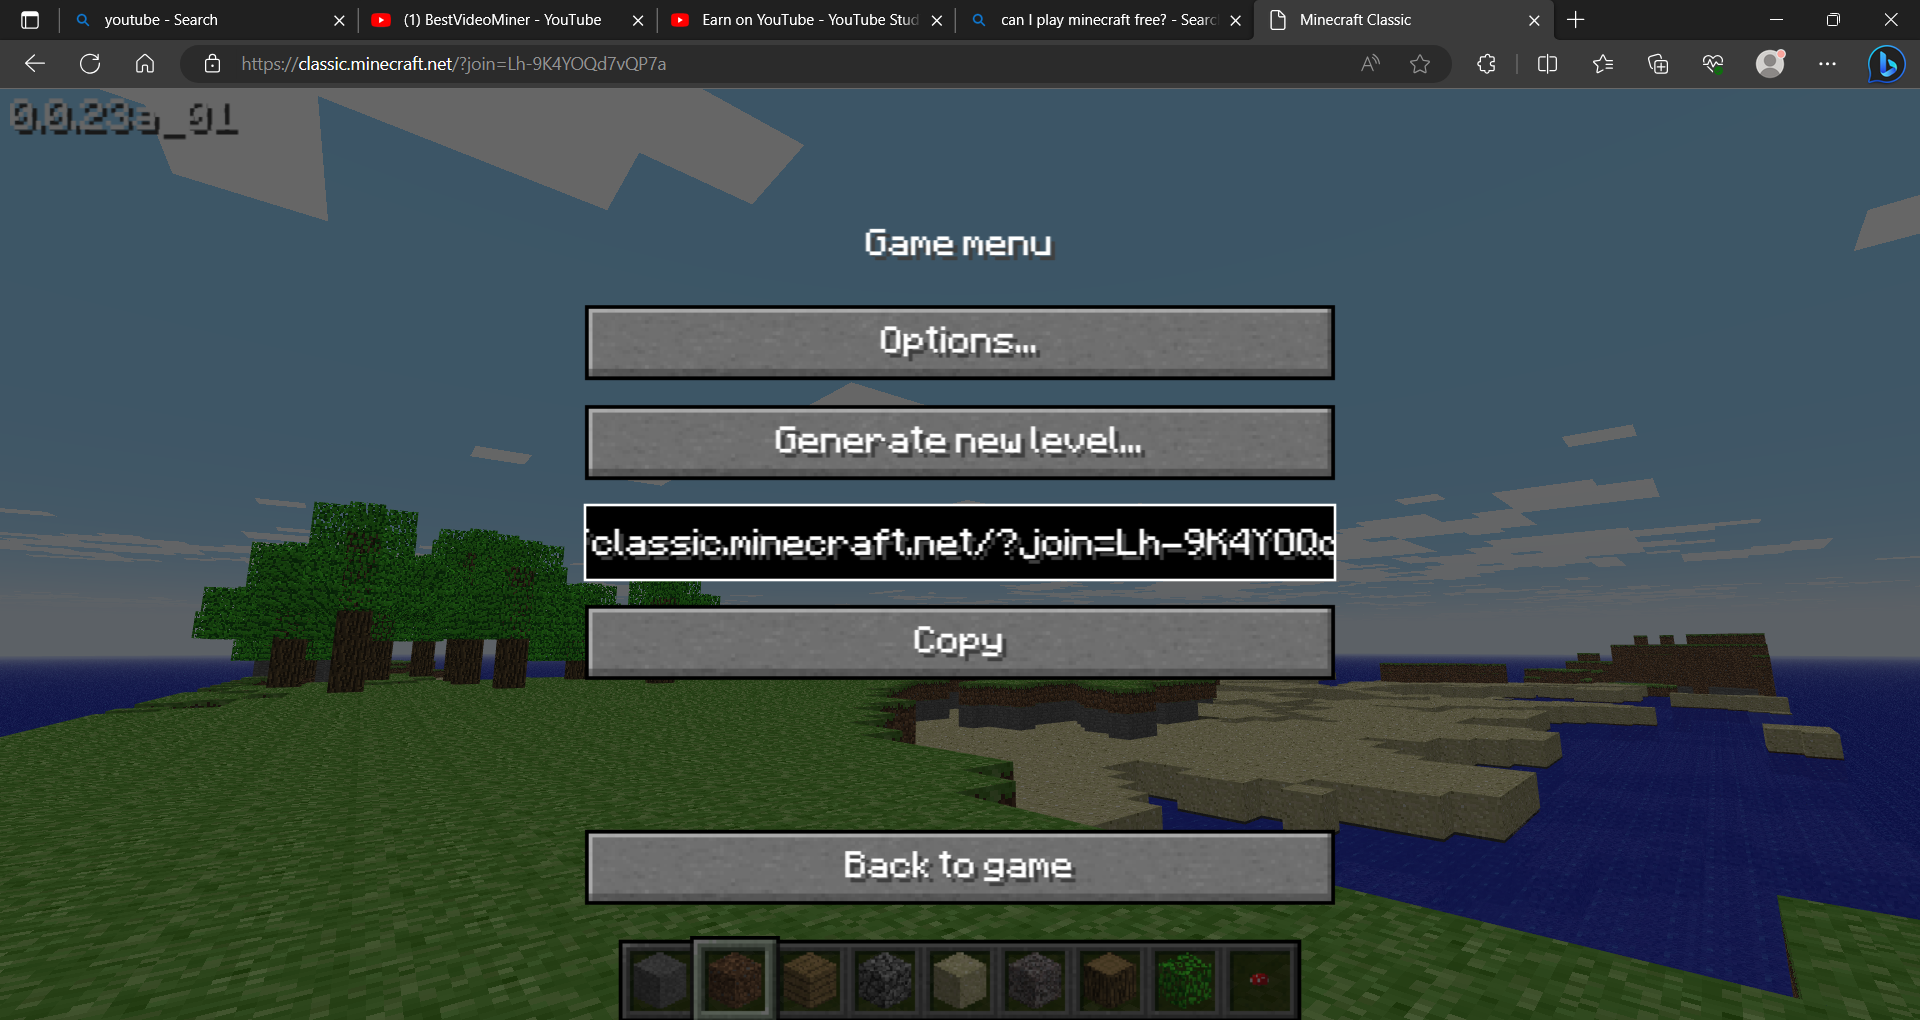 youtube - Search
(1) BestVideoMiner - YouTube
Earn on YouTube - YouTube Stud
can I play minecraft free? - Searc
Minecraft Classic
https://classic.minecraft.net/?join=Lh-9K4YOQd7vQP7a
0.0.23a_01
Game menu
Options...
Generate new level...
/classic.minecraft.net/?join=Lh-9K4YOQd
Copy
Back to game